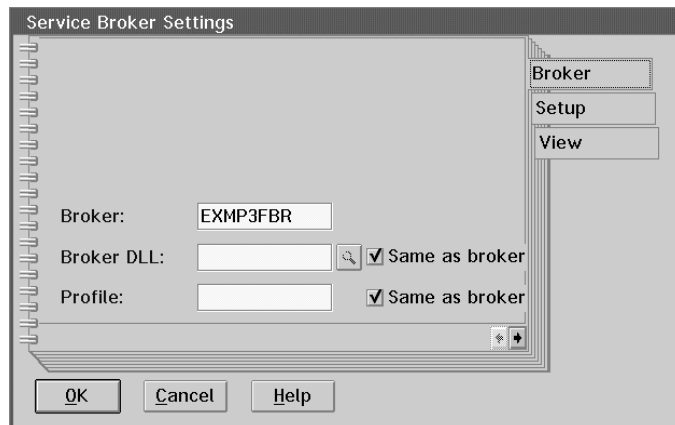 Service Broker Settings
Broker
Setup
View
Broker: EXMP3FBR
Broker DLL: Same as broker
Profile: Same as broker
OK Cancel Help